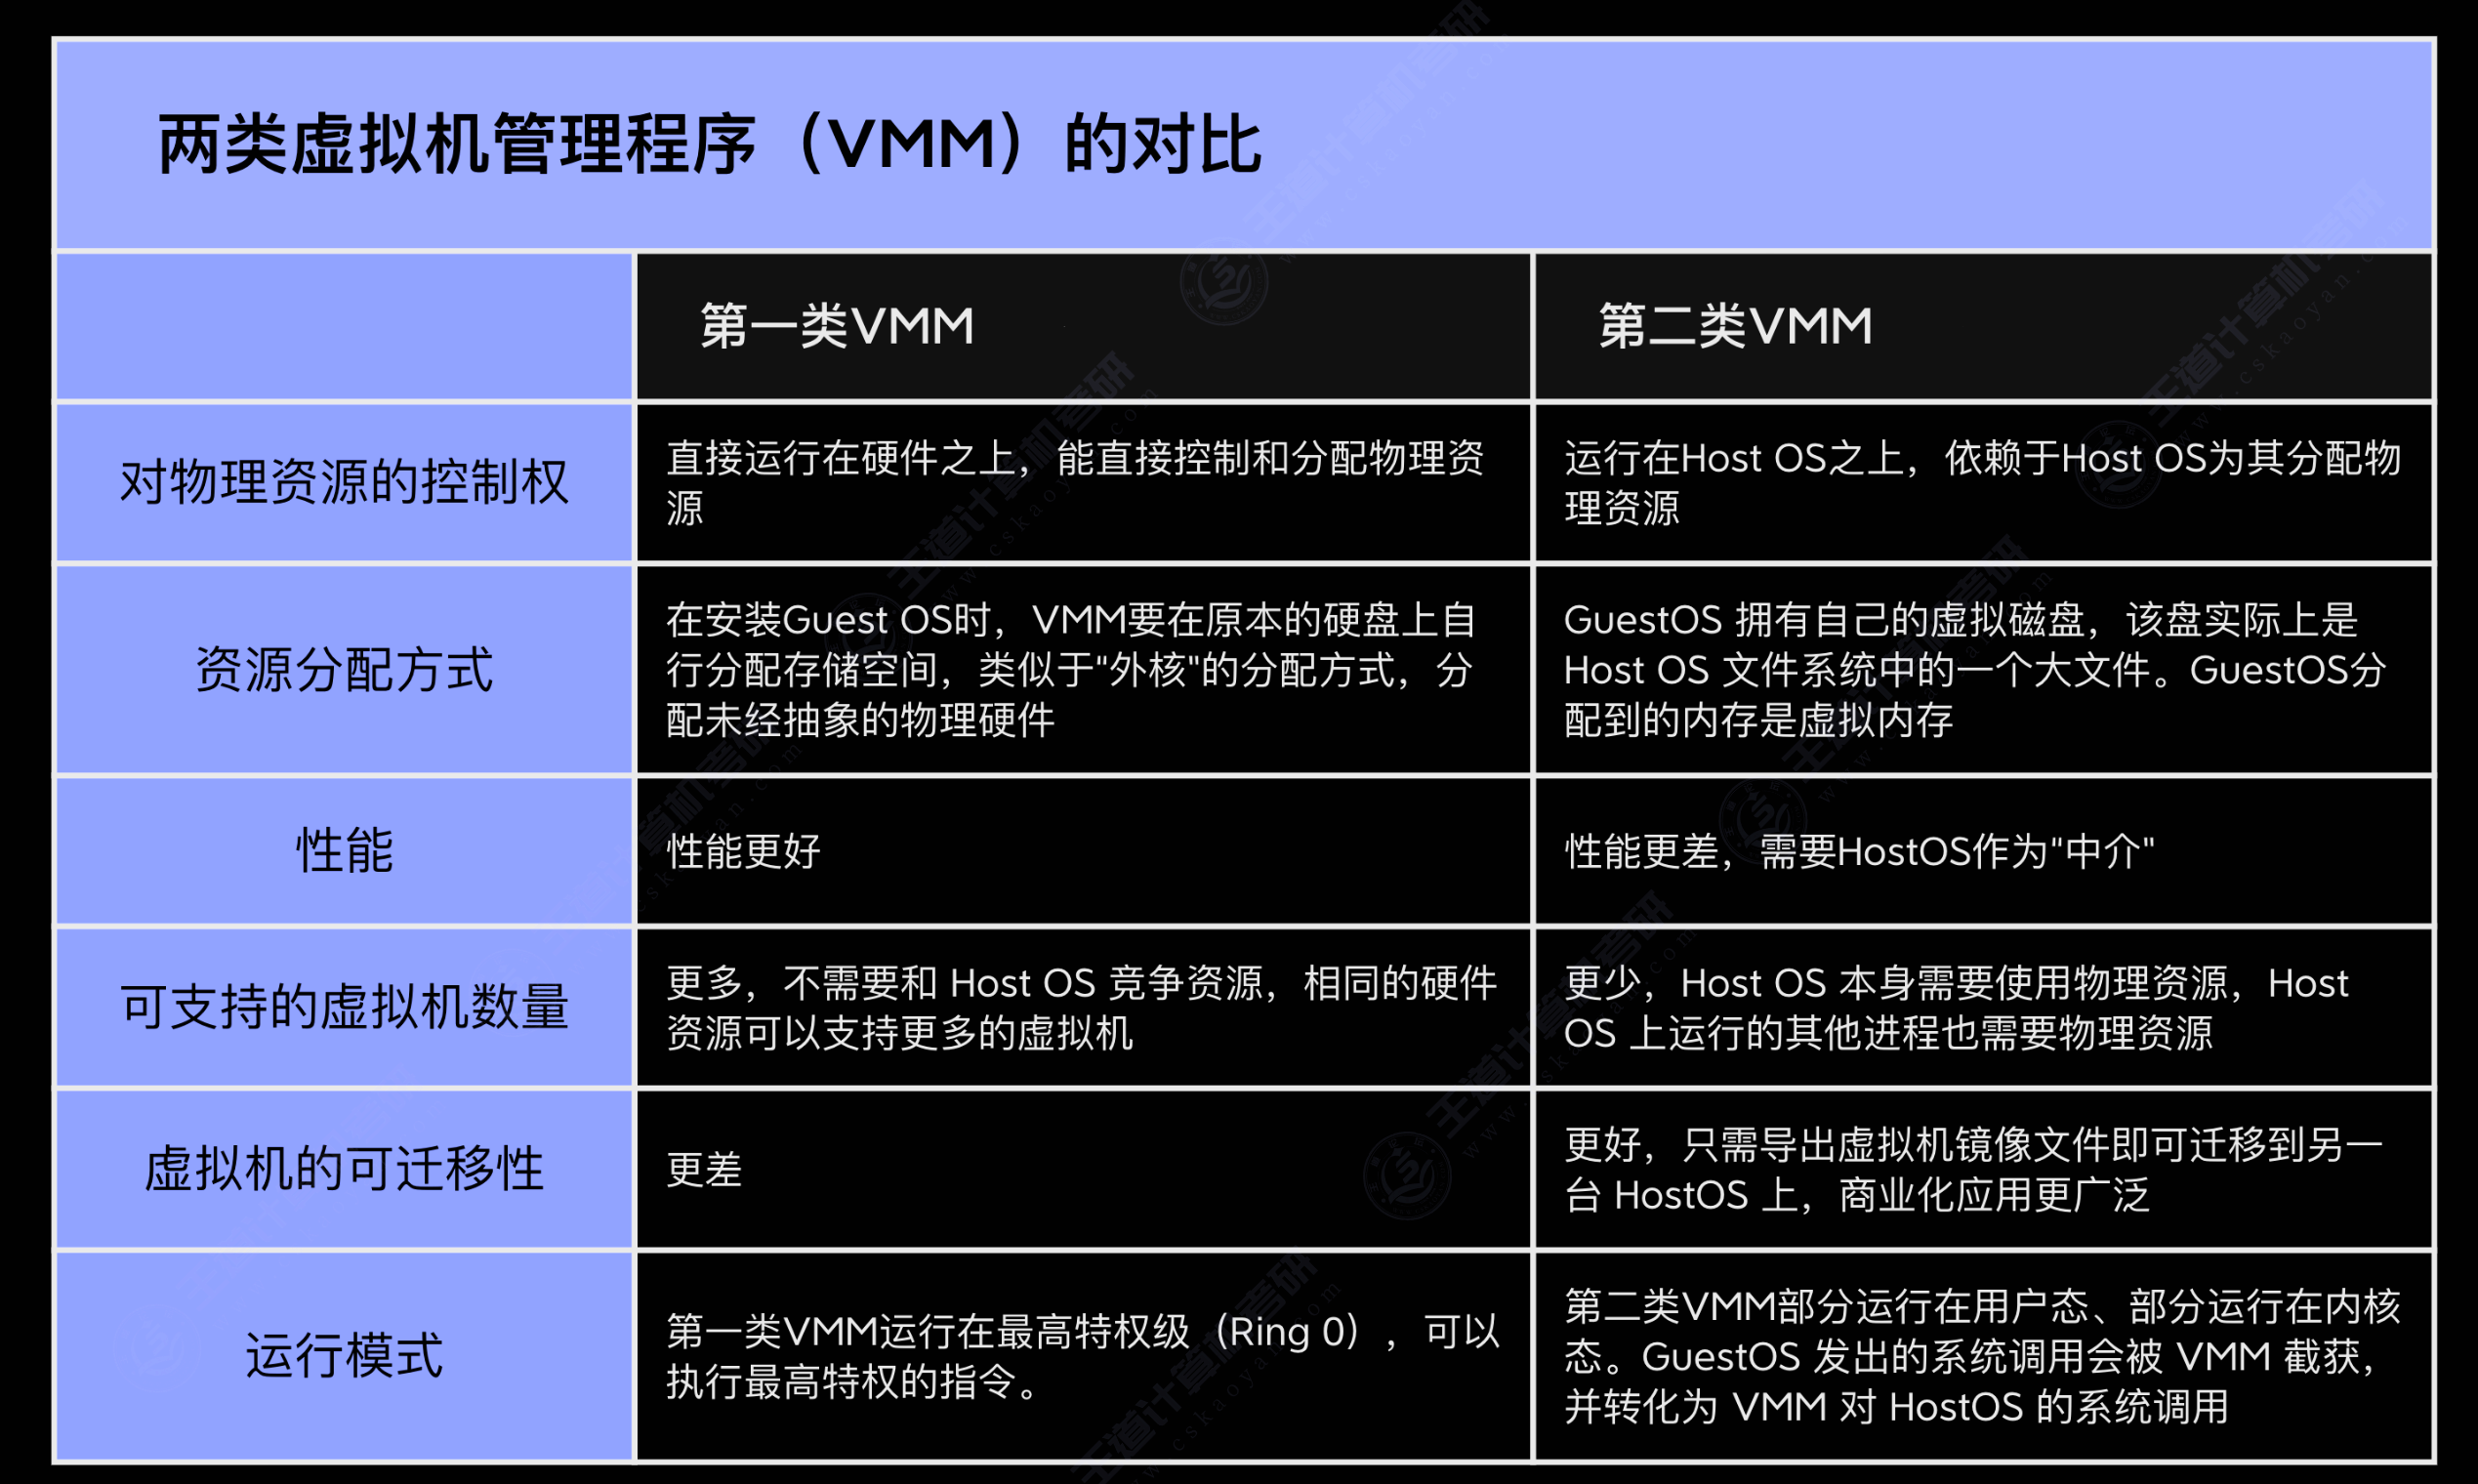 两类虚拟机管理程序（VMM）的对比
第一类VMM
第二类VMM
对物理资源的控制权
直接运行在硬件之上，能直接控制和分配物理资
源
运行在Host OS之上，依赖于Host OS为其分配物
理资源
资源分配方式
在安装Guest OS时，VMM要在原本的硬盘上自
行分配存储空间，类似于"外核"的分配方式，分
配未经抽象的物理硬件
GuestOS 拥有自己的虚拟磁盘，该盘实际上是
Host OS 文件系统中的一个大文件。GuestOS分
配到的内存是虚拟内存
性能
性能更好
性能更差，需要HostOS作为"中介"
可支持的虚拟机数量
更多，不需要和 Host OS 竞争资源，相同的硬件
资源可以支持更多的虚拟机
更少，Host OS 本身需要使用物理资源，Host
OS 上运行的其他进程也需要物理资源
虚拟机的可迁移性
更差
更好，只需导出虚拟机镜像文件即可迁移到另一
台 HostOS 上，商业化应用更广泛
运行模式
第一类VMM运行在最高特权级（Ring 0），可以
执行最高特权的指令。
第二类VMM部分运行在用户态、部分运行在内核
态。GuestOS 发出的系统调用会被 VMM 截获，
并转化为 VMM 对 HostOS 的系统调用
王道计算机考研
www.cskaoyan.com